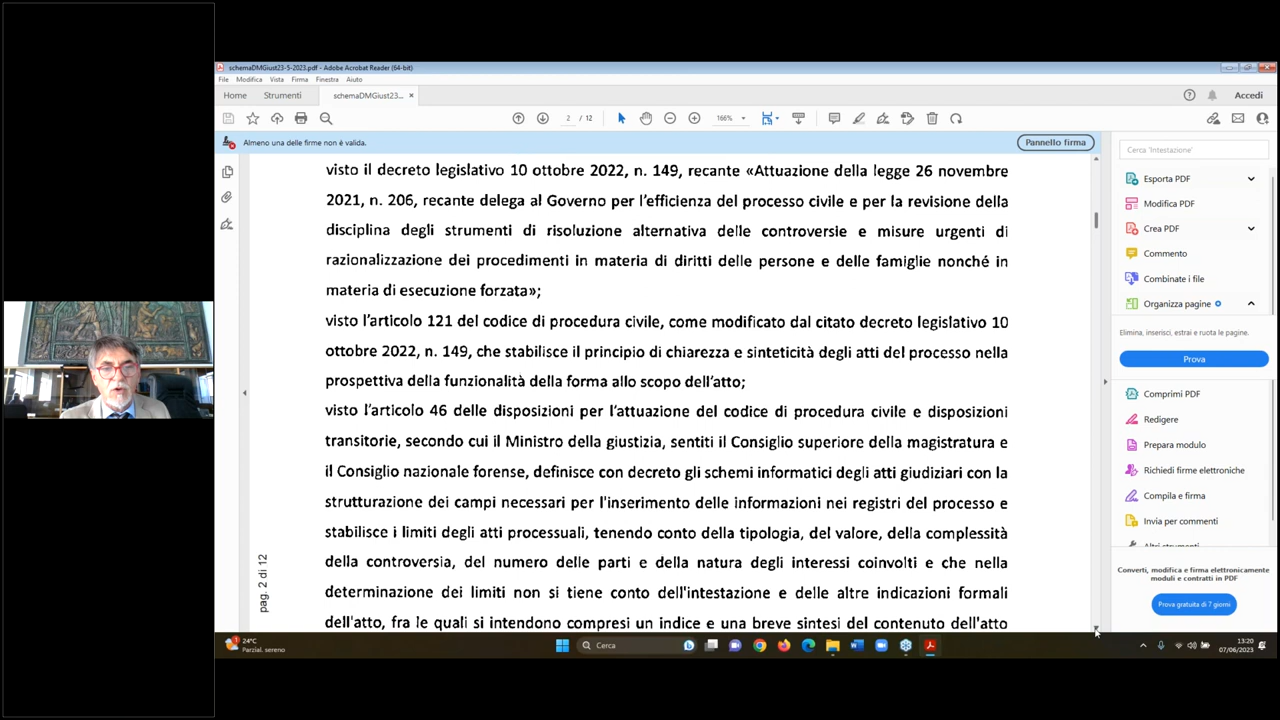 schemaDMGiust23-5-2023.pdf - Adobe Acrobat Reader (64-bit)
File Modifica Vista Firma Finestra Aiuto
Home Strumenti schemaDMGiust23... × Accedi
2 / 12 166%
Almeno una delle firme non è valida. Pannello firma
visto il decreto legislativo 10 ottobre 2022, n. 149, recante «Attuazione della legge 26 novembre
2021, n. 206, recante delega al Governo per l'efficienza del processo civile e per la revisione della
disciplina degli strumenti di risoluzione alternativa delle controversie e misure urgenti di
razionalizzazione dei procedimenti in materia di diritti delle persone e delle famiglie nonché in
materia di esecuzione forzata»;
visto l'articolo 121 del codice di procedura civile, come modificato dal citato decreto legislativo 10
ottobre 2022, n. 149, che stabilisce il principio di chiarezza e sinteticità degli atti del processo nella
prospettiva della funzionalità della forma allo scopo dell'atto;
visto l'articolo 46 delle disposizioni per l'attuazione del codice di procedura civile e disposizioni
transitorie, secondo cui il Ministro della giustizia, sentiti il Consiglio superiore della magistratura e
il Consiglio nazionale forense, definisce con decreto gli schemi informatici degli atti giudiziari con la
strutturazione dei campi necessari per l'inserimento delle informazioni nei registri del processo e
stabilisce i limiti degli atti processuali, tenendo conto della tipologia, del valore, della complessità
della controversia, del numero delle parti e della natura degli interessi coinvolti e che nella
determinazione dei limiti non si tiene conto dell'intestazione e delle altre indicazioni formali
dell'atto, fra le quali si intendono compresi un indice e una breve sintesi del contenuto dell'atto
pag. 2 di 12
Cerca 'Intestazione'
Esporta PDF
Modifica PDF
Crea PDF
Commento
Combinate i file
Organizza pagine
Elimina, inserisci, estrai e ruota le pagine.
Prova
Comprimi PDF
Redigere
Prepara modulo
Richiedi firme elettroniche
Compila e firma
Invia per commenti
Altri strumenti
Converti, modifica e firma elettronicamente
moduli e contratti in PDF
Prova gratuita di 7 giorni
1
24°C
Parzial. sereno
Cerca
13:20
07/06/2023